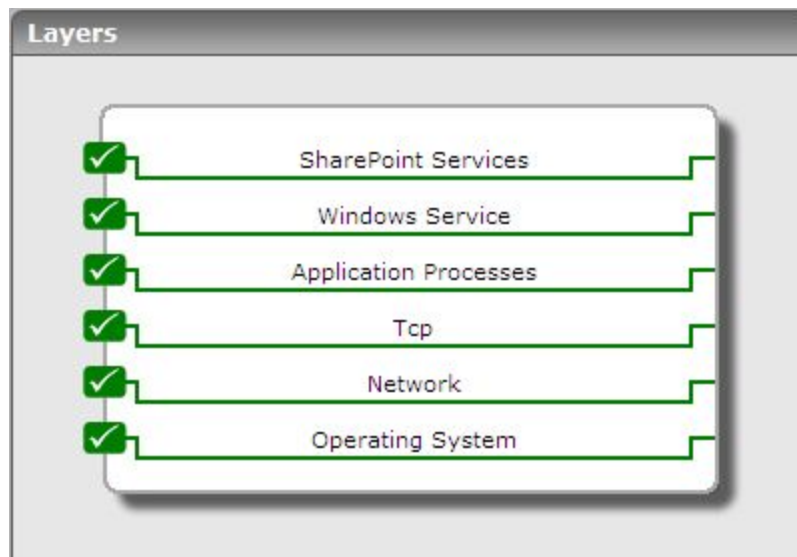 Layers
SharePoint Services
Windows Service
Application Processes
Tcp
Network
Operating System